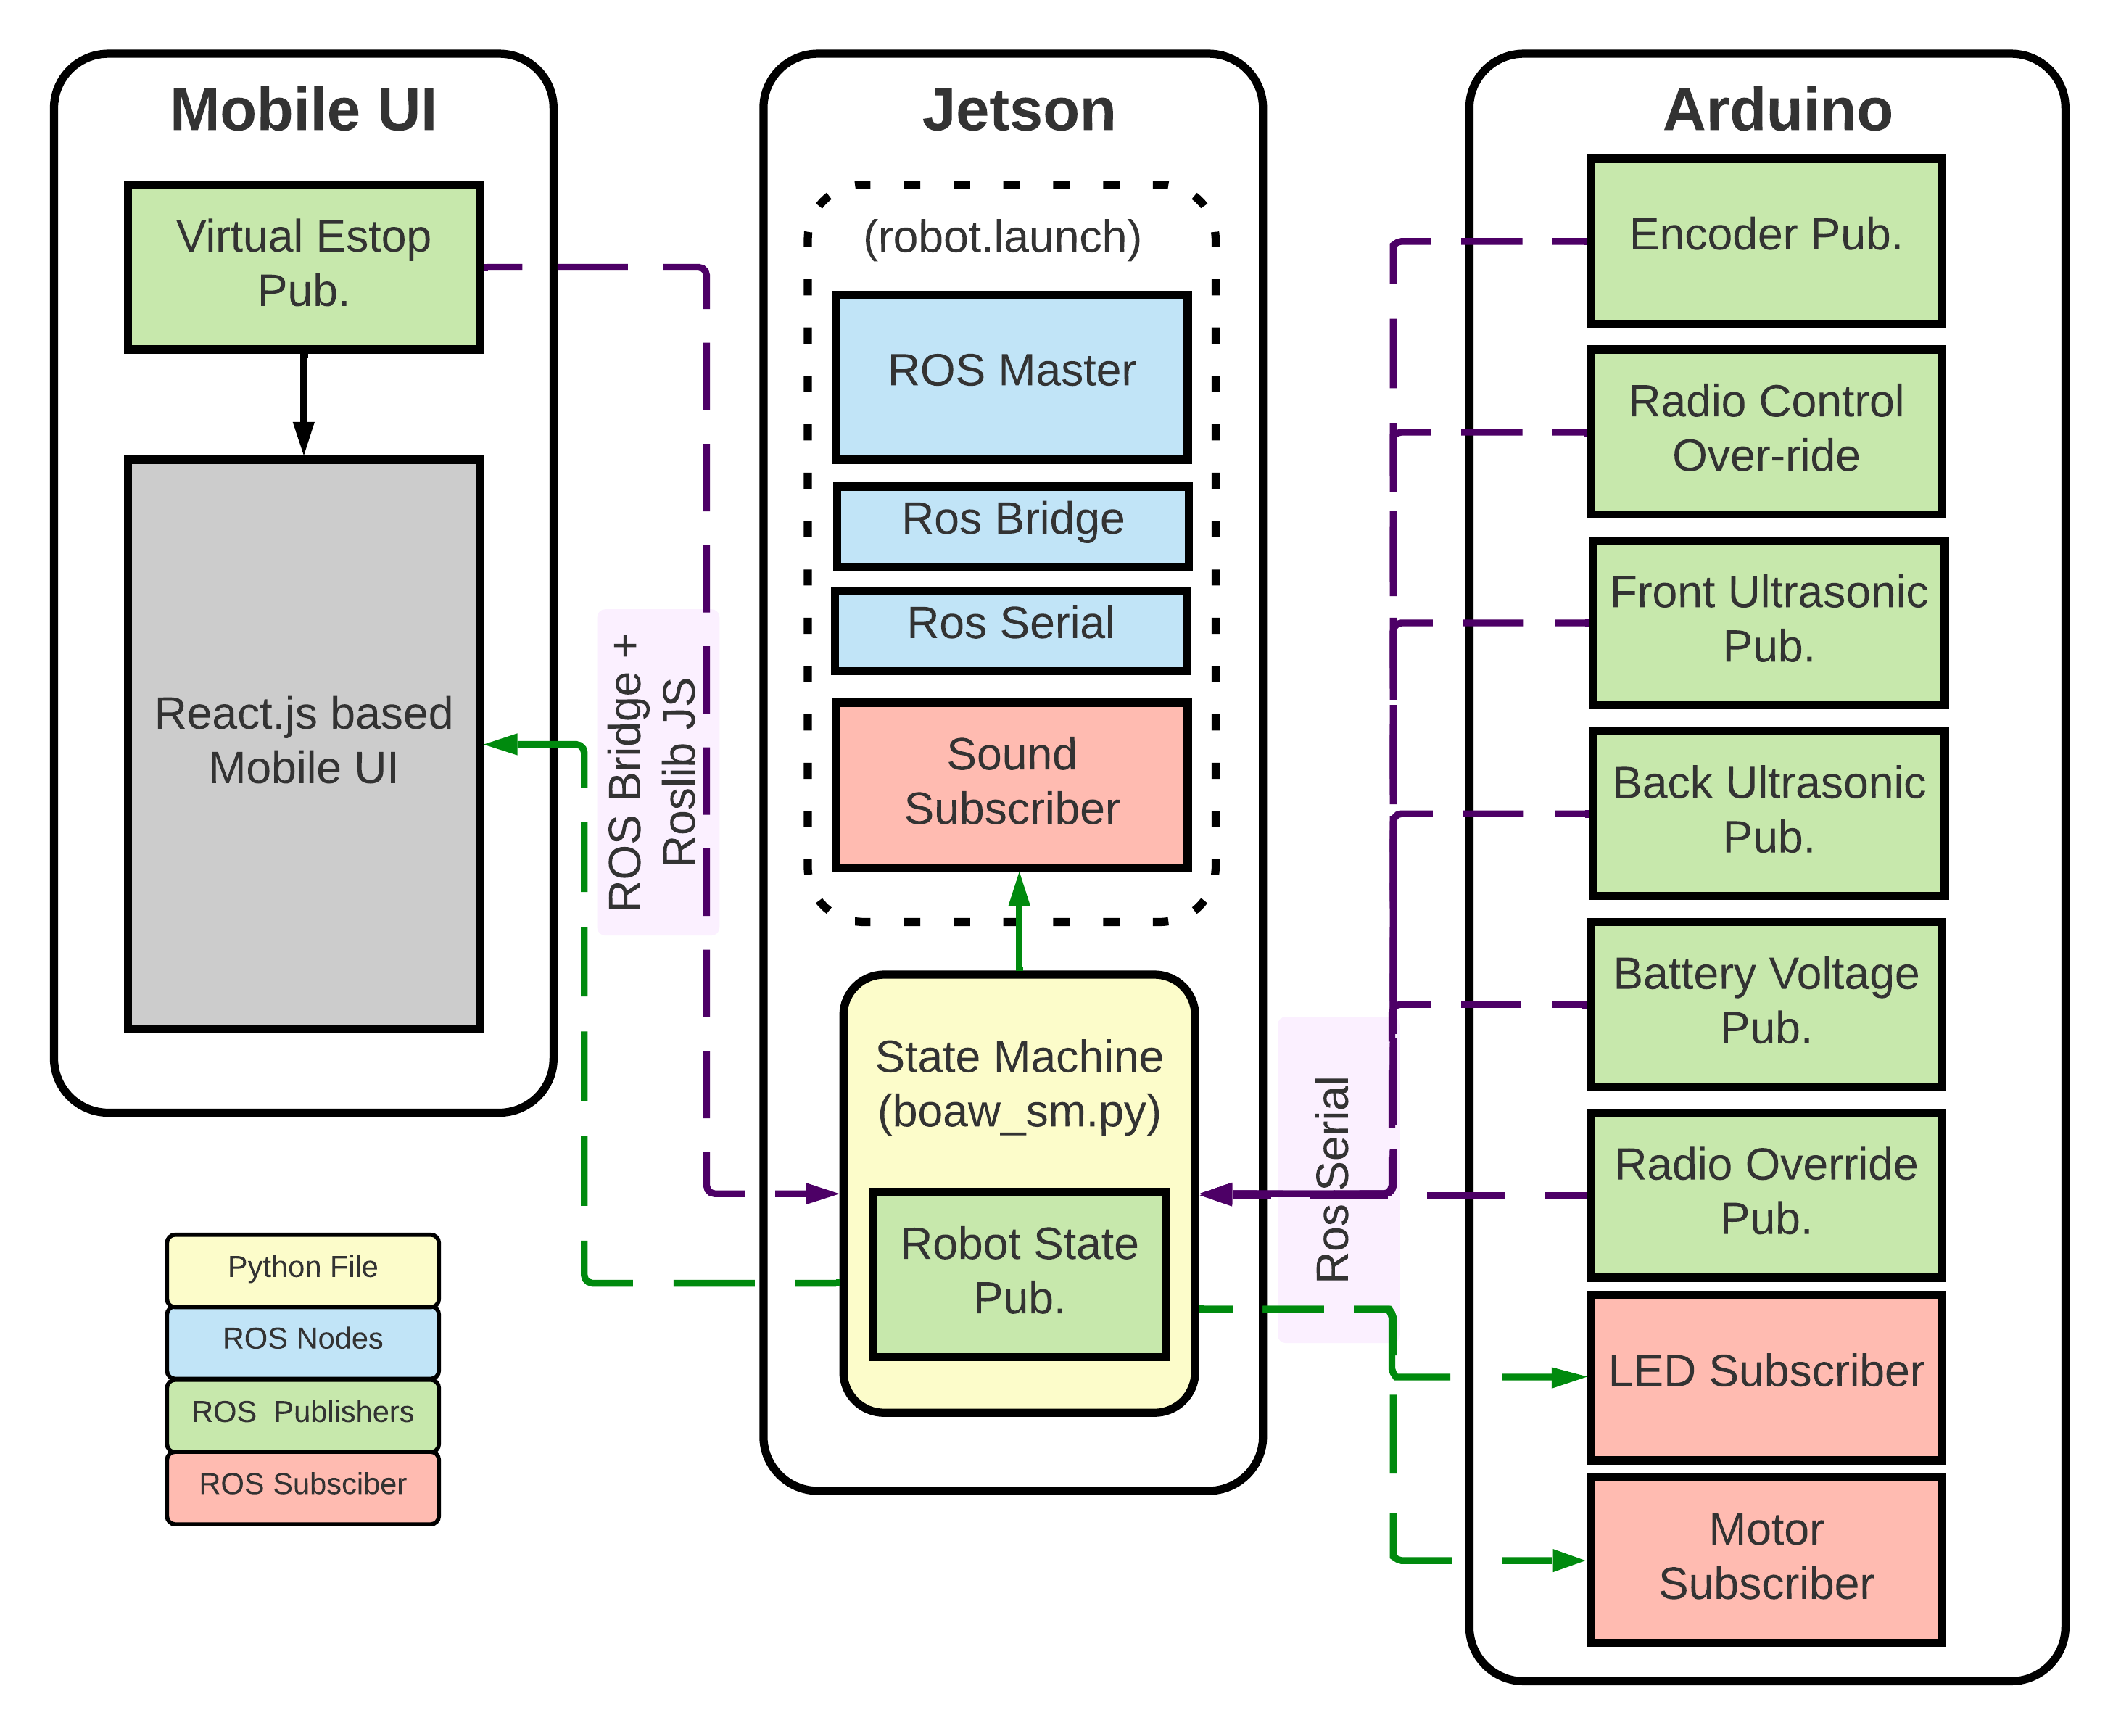 Mobile UI
Virtual Estop
Pub.
React.js based
Mobile UI
ROS Bridge +
Roslib JS
Jetson
(robot.launch)
ROS Master
Ros Bridge
Ros Serial
Sound
Subscriber
State Machine
(boaw_sm.py)
Robot State
Pub.
Ros Serial
Arduino
Encoder Pub.
Radio Control
Over-ride
Front Ultrasonic
Pub.
Back Ultrasonic
Pub.
Battery Voltage
Pub.
Radio Override
Pub.
LED Subscriber
Motor
Subscriber
Python File
ROS Nodes
ROS Publishers
ROS Subsciber